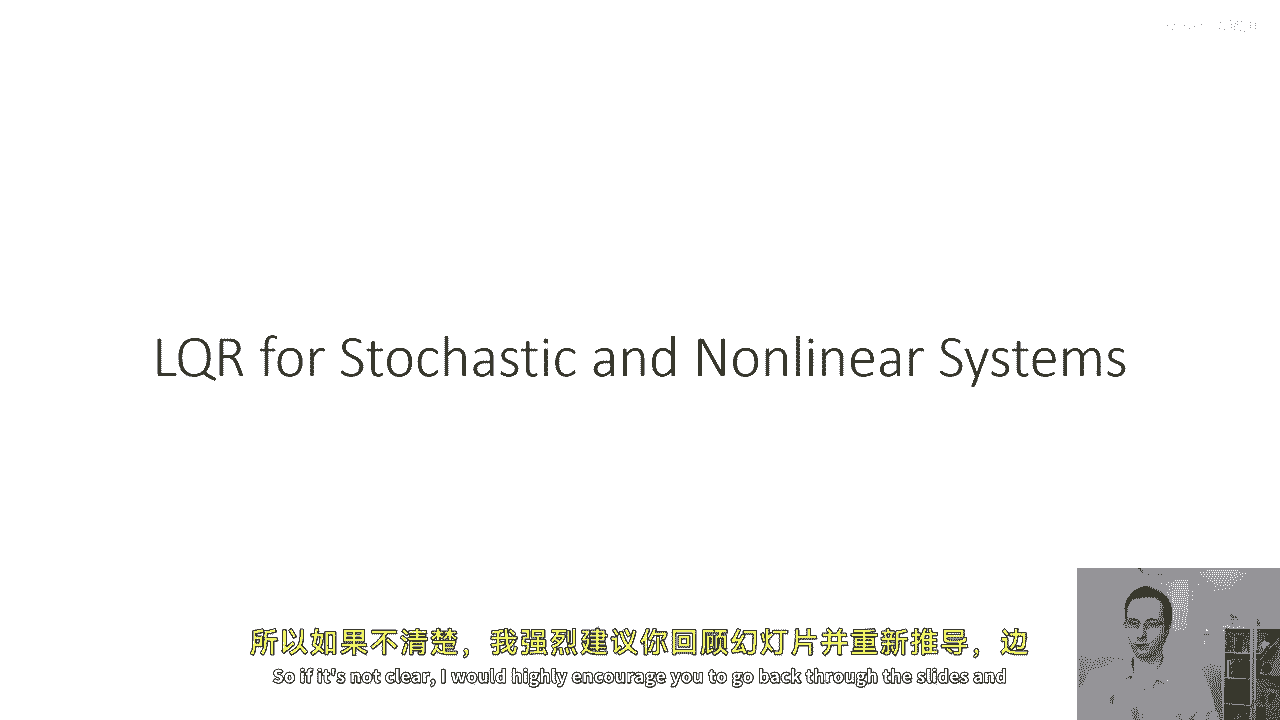 LQR for Stochastic and Nonlinear Systems
所以如果不清楚，我强烈建议你回顾幻灯片并重新推导，边
So if it's not clear, I would highly encourage you to go back through the slides and